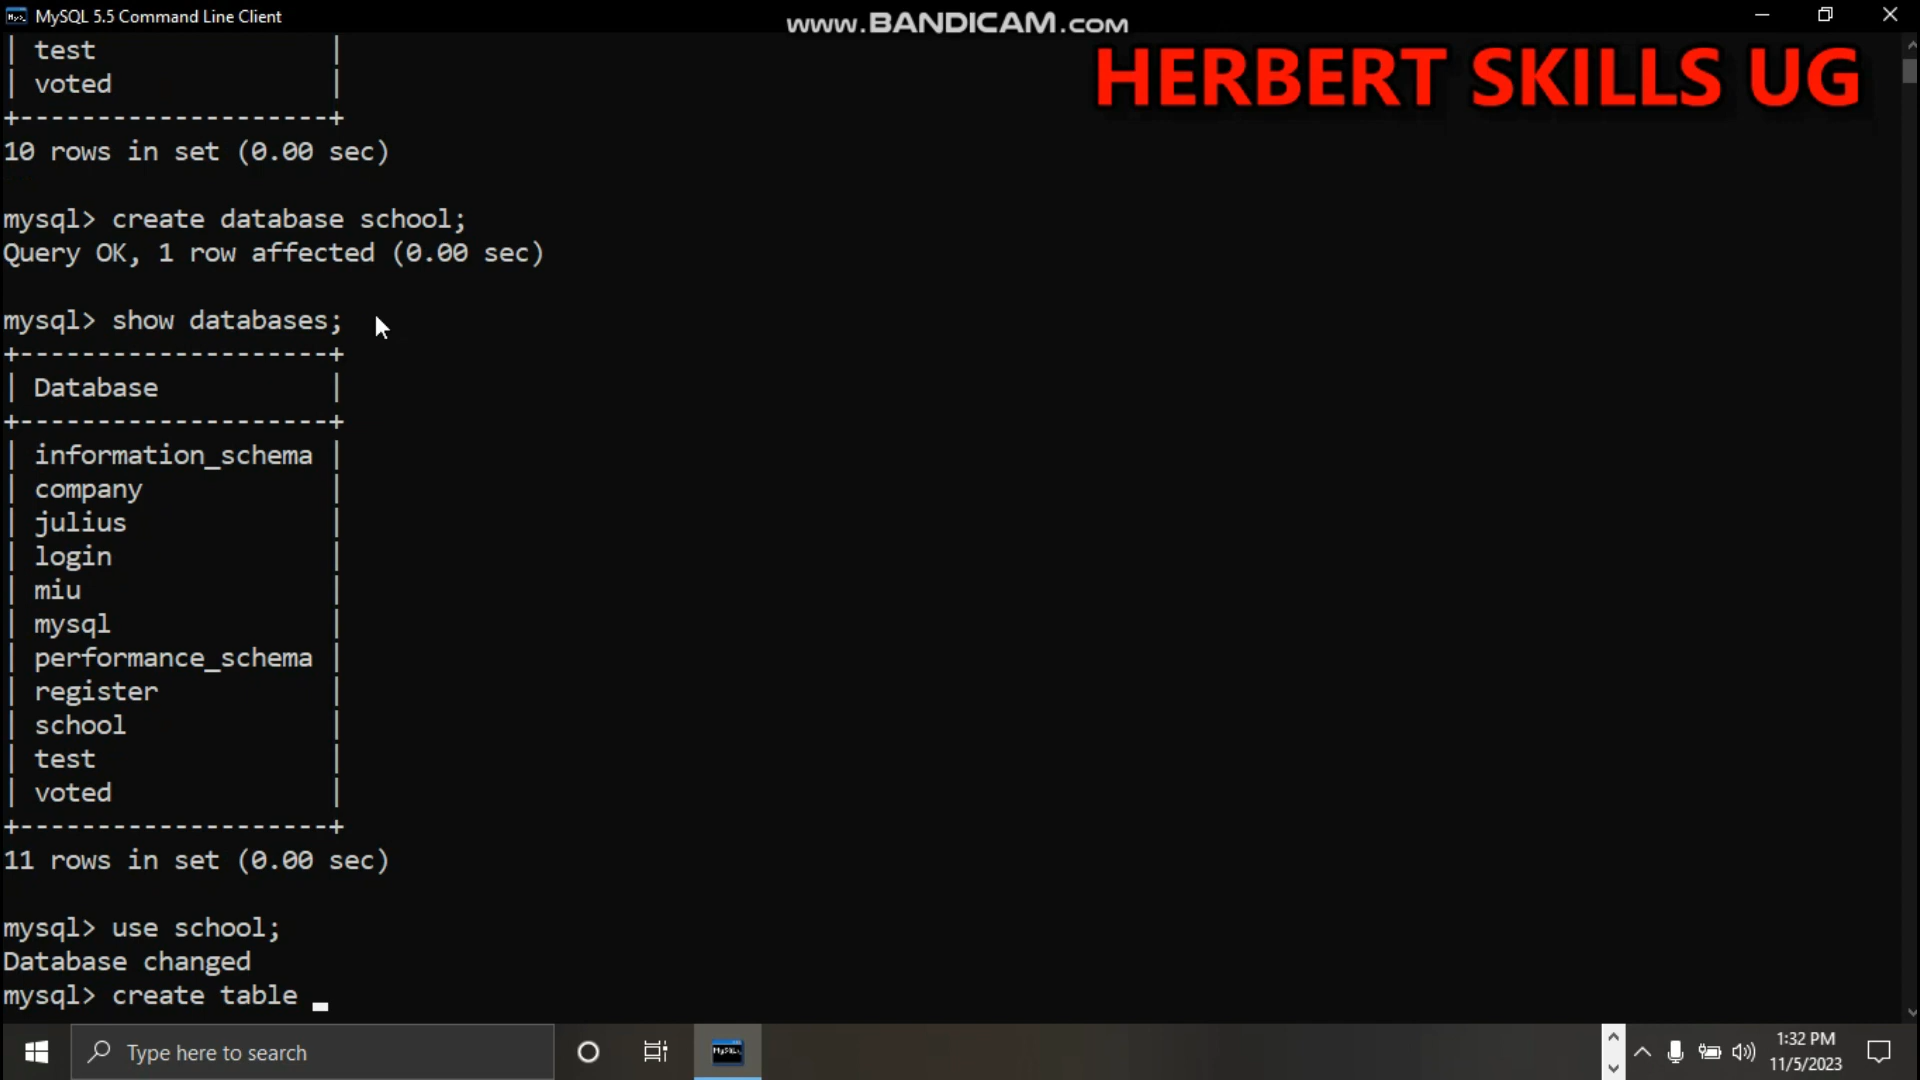 MySQL 5.5 Command Line Client
www.BANDICAM.com
HERBERT SKILLS UG
| test                |
| voted               |
+--------------------+
10 rows in set (0.00 sec)
mysql> create database school;
Query OK, 1 row affected (0.00 sec)
mysql> show databases;
+--------------------+
| Database           |
+--------------------+
| information_schema |
| company            |
| julius             |
| login              |
| miu                |
| mysql              |
| performance_schema |
| register           |
| school             |
| test               |
| voted              |
+--------------------+
11 rows in set (0.00 sec)
mysql> use school;
Database changed
mysql> create table _
Type here to search
1:32 PM
11/5/2023